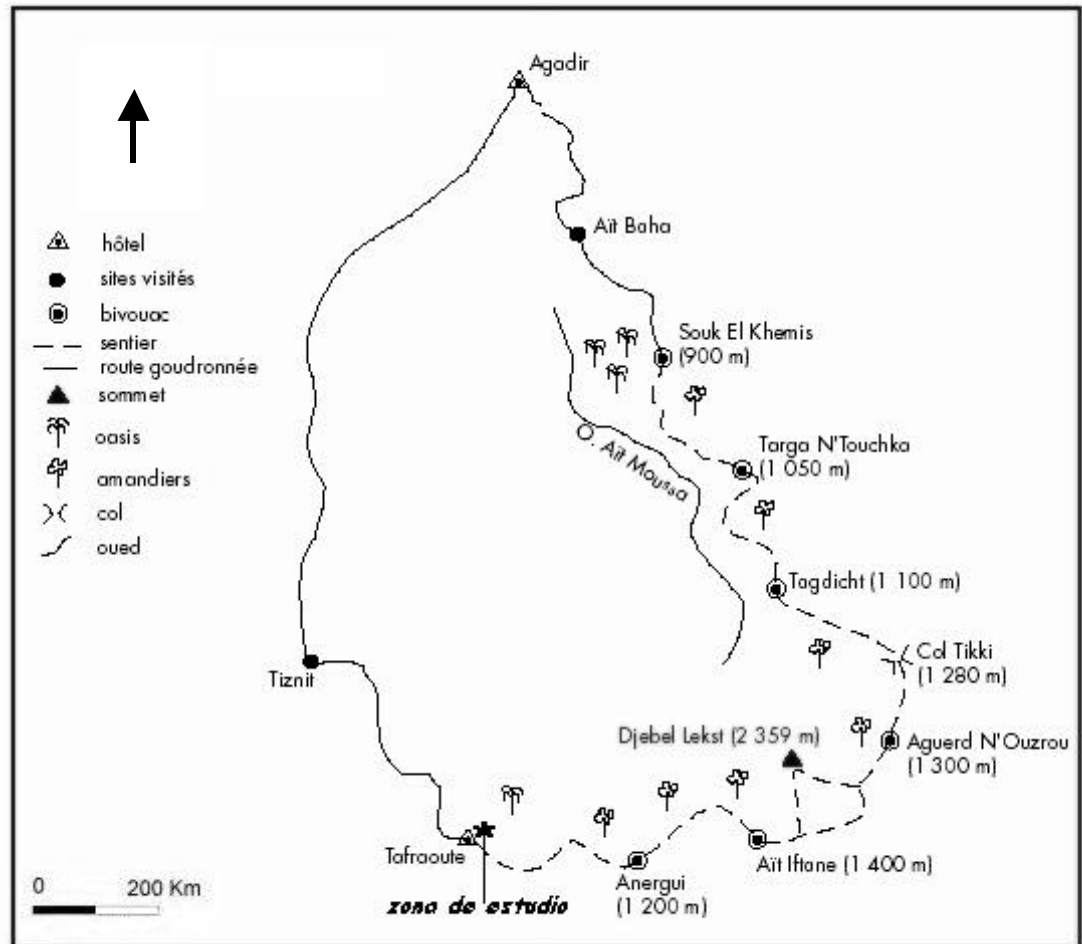 Agadir
hôtel
sites visités
bivouac
sentier
route goudronnée
sommet
oasis
amandiers
col
oued
Aït Baha
Souk El Khemis
(900 m)
O. Aït Moussa
Targa N'Touchka
(1 050 m)
Tagdicht (1 100 m)
Col Tikki
(1 280 m)
Tiznit
Djebel Lekst (2 359 m)
Aguerd N'Ouzrou
(1 300 m)
Tafraoute
Aït Iftane (1 400 m)
Anergui
(1 200 m)
zona de estudio
0 200 Km